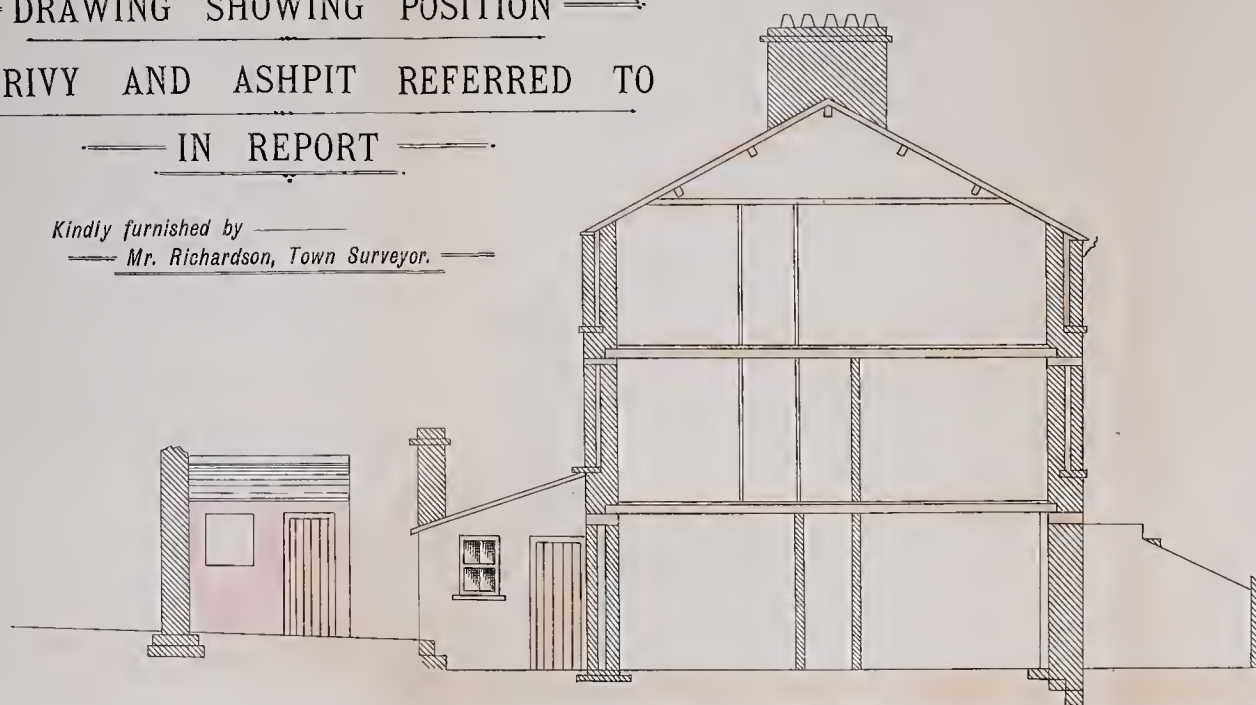 DRAWING SHOWING POSITION
RIVY AND ASHPIT REFERRED TO
IN REPORT
Kindly furnished by
Mr. Richardson, Town Surveyor.